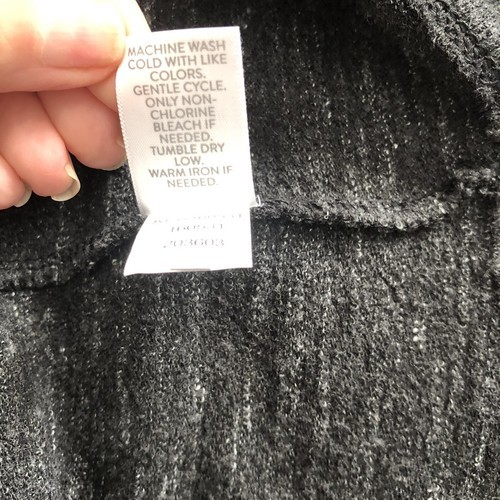 MACHINE WASH
COLD WITH LIKE
COLORS.
GENTLE CYCLE.
ONLY NON-
CHLORINE
BLEACH IF
NEEDED.
TUMBLE DRY
LOW.
WARM IRON IF
NEEDED.
203603